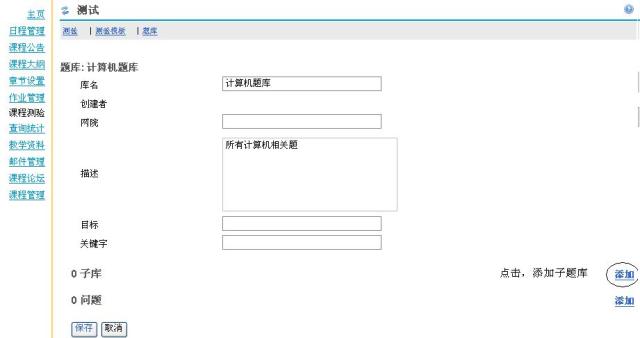 测试
主页
日程管理
课程公告
课程大纲
章节设置
作业管理
课程测验
查询统计
教学资料
邮件管理
课程论坛
课程管理
测验 | 测验模板 | 题库
题库: 计算机题库
库名 计算机题库
创建者
网院
描述 所有计算机相关题
目标
关键字
0 子库 点击，添加子题库 添加
0 问题 添加
保存 取消